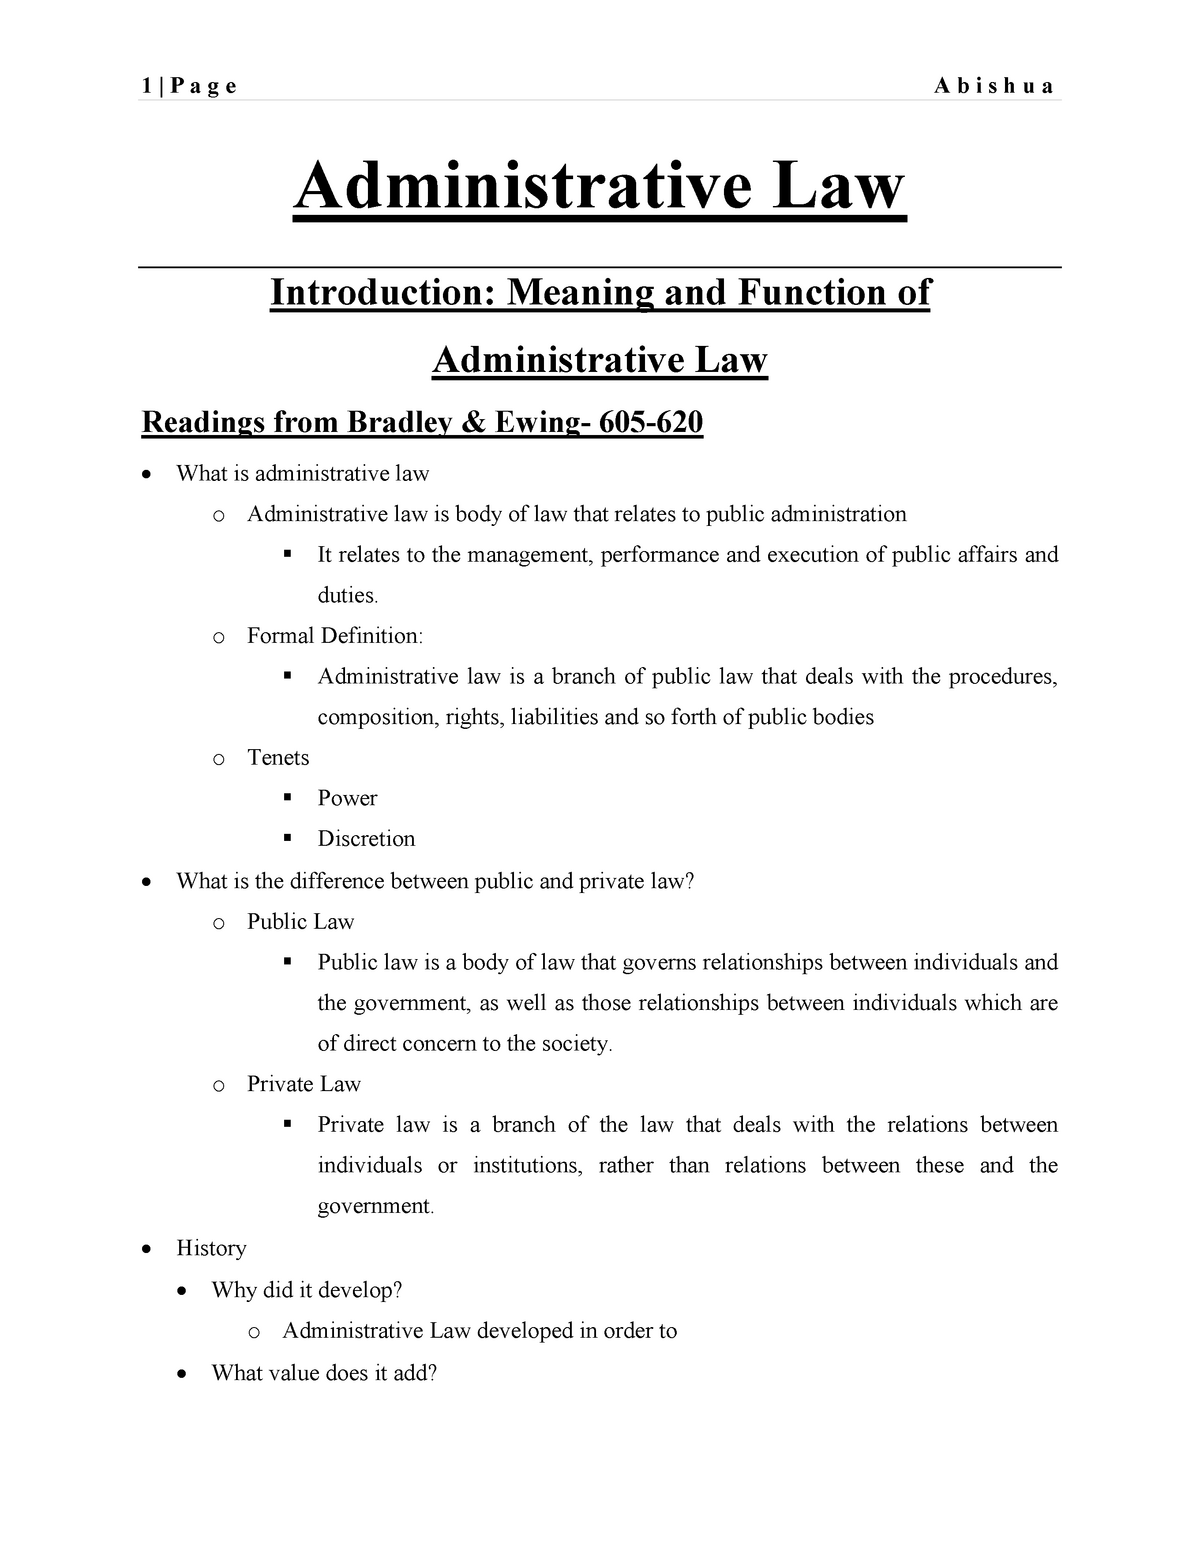 1 | P a g e A b i s h u a
Administrative Law
Introduction: Meaning and Function of
Administrative Law
Readings from Bradley & Ewing- 605-620
• What is administrative law
o Administrative law is body of law that relates to public administration
▪ It relates to the management, performance and execution of public affairs and
duties.
o Formal Definition:
▪ Administrative law is a branch of public law that deals with the procedures,
composition, rights, liabilities and so forth of public bodies
o Tenets
▪ Power
▪ Discretion
• What is the difference between public and private law?
o Public Law
▪ Public law is a body of law that governs relationships between individuals and
the government, as well as those relationships between individuals which are
of direct concern to the society.
o Private Law
▪ Private law is a branch of the law that deals with the relations between
individuals or institutions, rather than relations between these and the
government.
• History
• Why did it develop?
o Administrative Law developed in order to
• What value does it add?